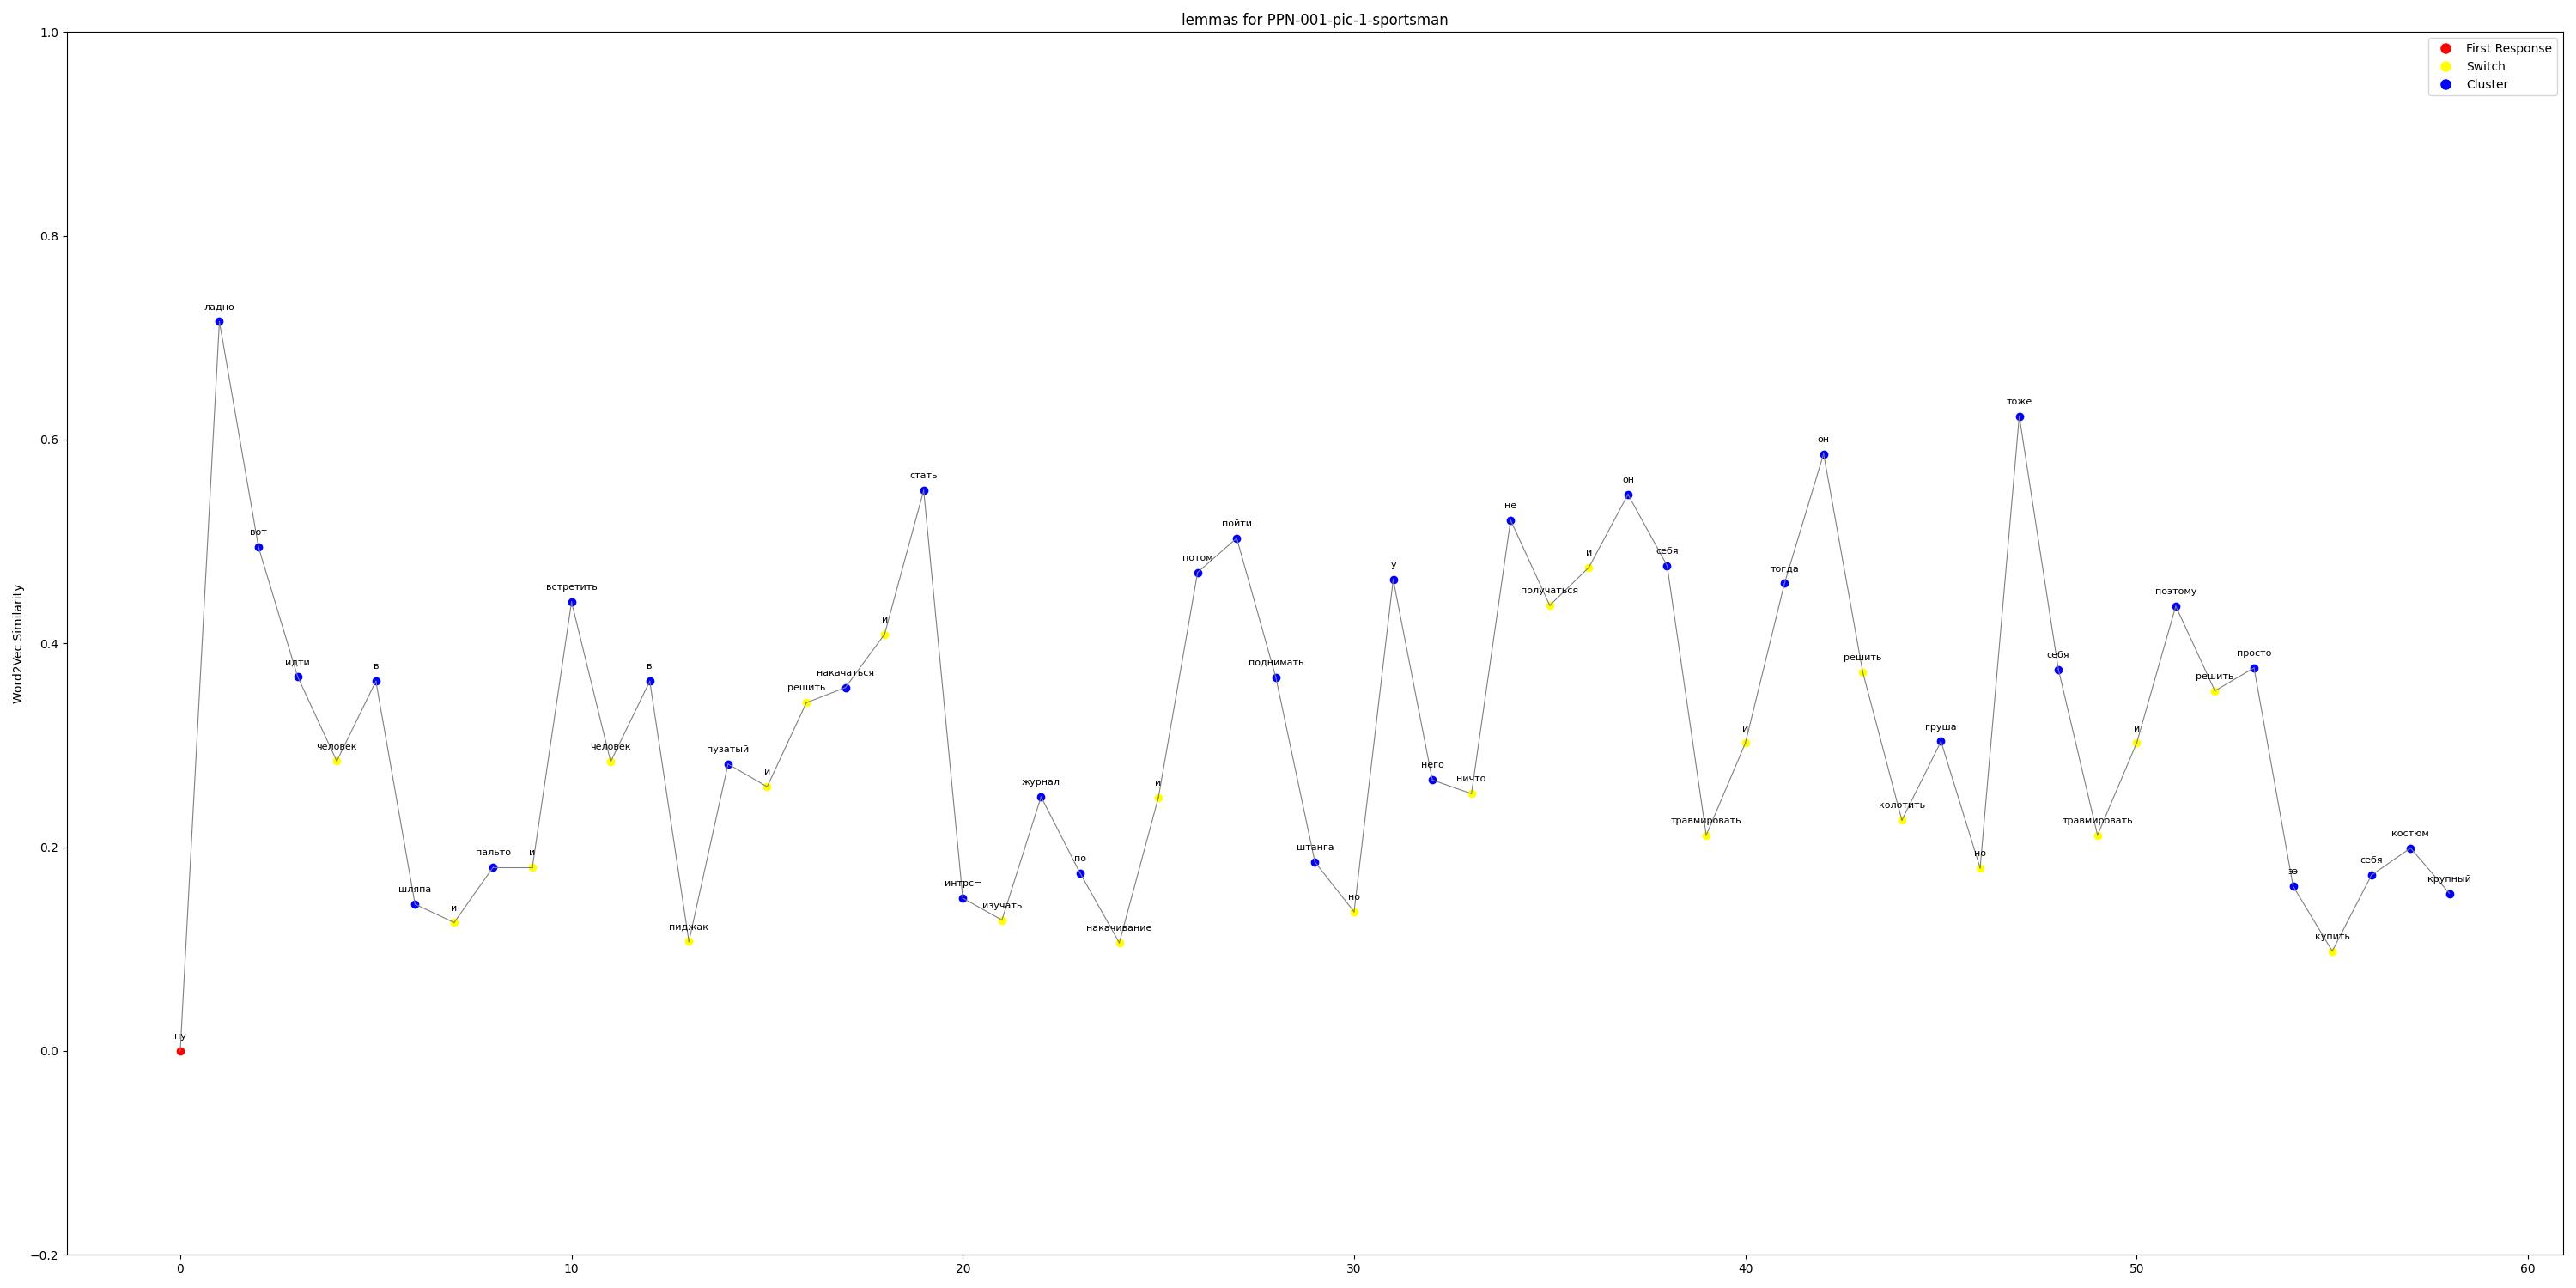 lemmas for PPN-001-pic-1-sportsman
First Response
Switch
Cluster
Word2Vec Similarity
1.0
0.8
0.6
0.4
0.2
0.0
−0.2
0
10
20
30
40
50
60
ну
ладно
вот
идти
человек
в
шляпа
и
пальто
и
встретить
человек
в
пиджак
пузатый
и
решить
накачаться
и
стать
интрс=
изучать
журнал
по
накачивание
и
потом
пойти
поднимать
штанга
но
у
него
ничто
не
получаться
и
он
себя
травмировать
и
тогда
он
решить
колотить
груша
но
тоже
себя
травмировать
и
поэтому
решить
просто
ээ
купить
себя
костюм
крупный